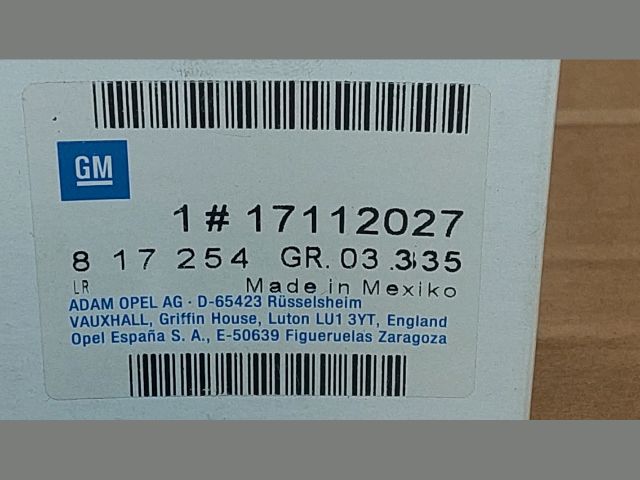 GM
1 # 17112027
8 17 254 GR. 03.335
LR Made in Mexiko
ADAM OPEL AG · D-65423 Rüsselsheim
VAUXHALL, Griffin House, Luton LU1 3YT, England
Opel España S. A., E-50639 Figueruelas Zaragoza